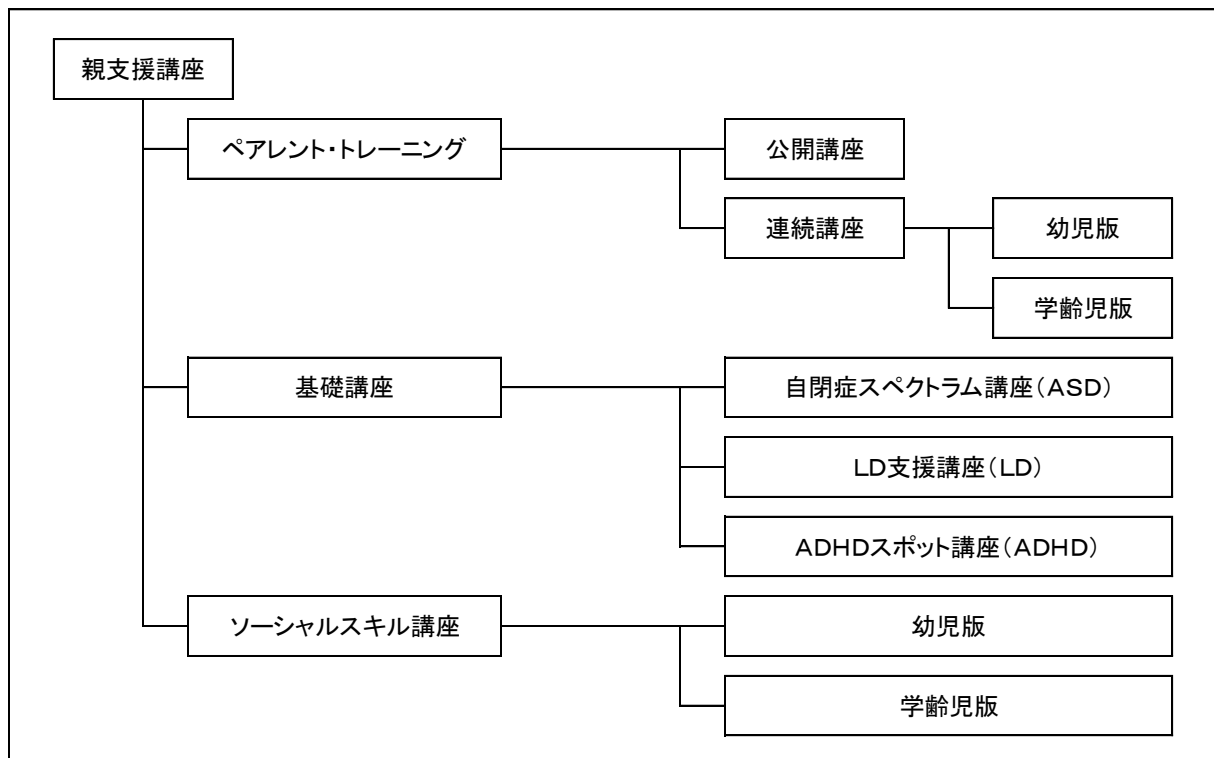 親支援講座
ペアレント・トレーニング
公開講座
連続講座
幼児版
学齢児版
基礎講座
自閉症スペクトラム講座(ASD)
LD支援講座(LD)
ADHDスポット講座(ADHD)
ソーシャルスキル講座
幼児版
学齢児版